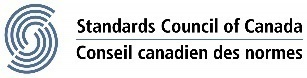 Standards Council of Canada
Conseil canadien des normes